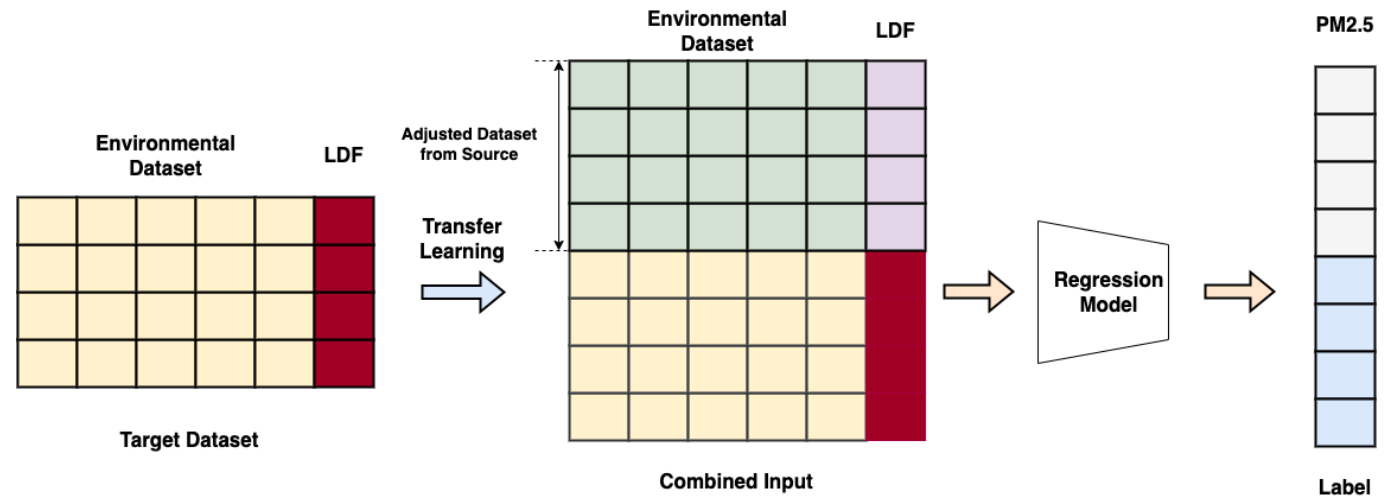 Environmental
Dataset
LDF
Target Dataset
Transfer
Learning
Adjusted Dataset
from Source
Environmental
Dataset
LDF
Combined Input
Regression
Model
PM2.5
Label